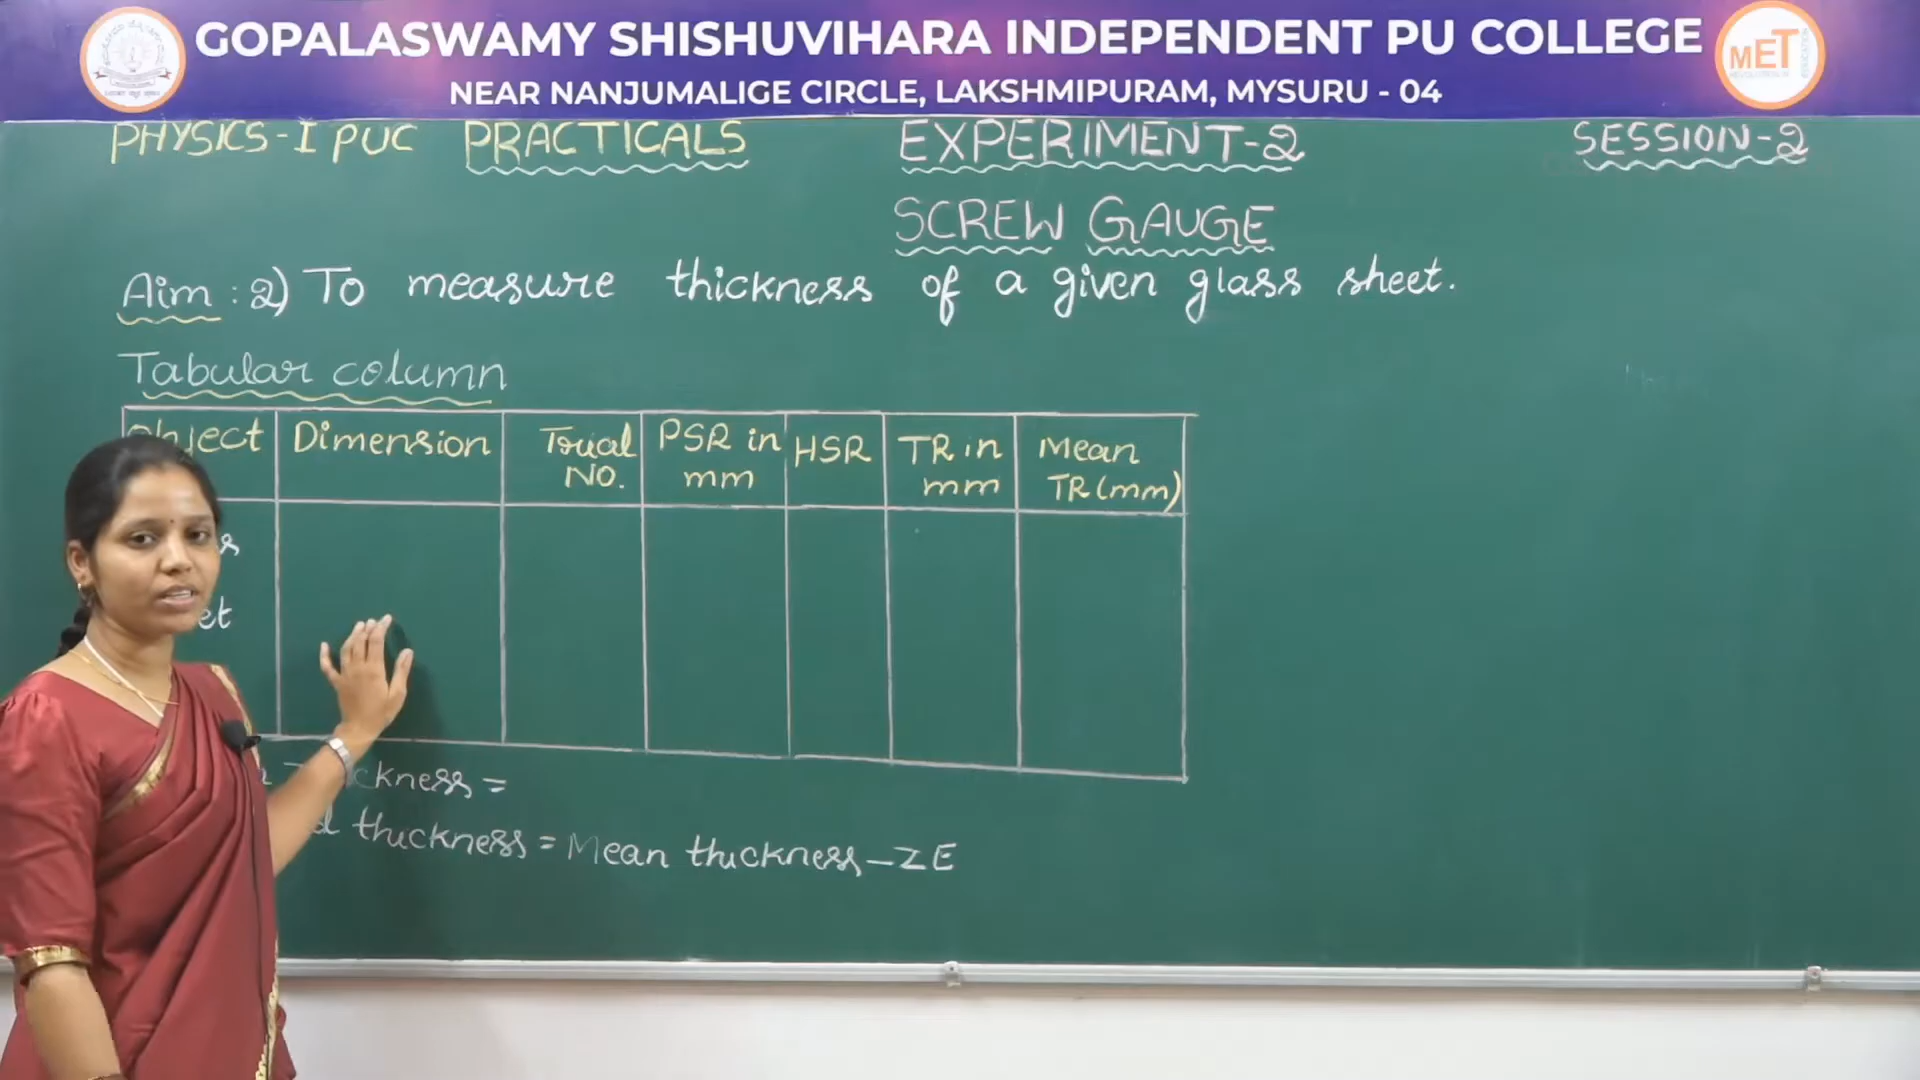 GOPALASWAMY SHISHUVIHARA INDEPENDENT PU COLLEGE
NEAR NANJUMALIGE CIRCLE, LAKSHMIPURAM, MYSURU - 04
MET
PHYSICS-I PUC PRACTICALS EXPERIMENT-2 SESSION-2
SCREW GAUGE
Aim : 2) To measure thickness of a given glass sheet.
Tabular column
Object Dimension Trial NO. PSR in mm HSR TR in mm Mean TR (mm)
thickness =
thickness = Mean thickness - ZE